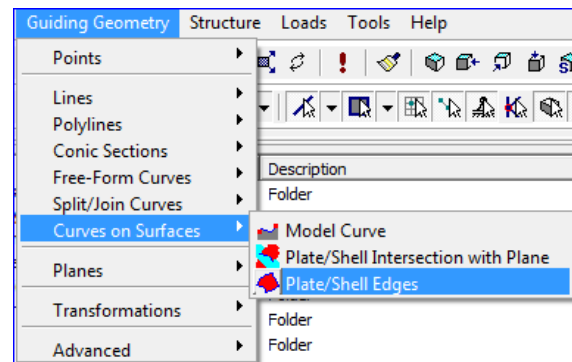 Guiding Geometry Structure Loads Tools Help
Points
Lines
Polylines
Conic Sections
Free-Form Curves
Split/Join Curves
Curves on Surfaces
Planes
Transformations
Advanced
Description
Folder
Model Curve
Plate/Shell Intersection with Plane
Plate/Shell Edges
Folder
Folder